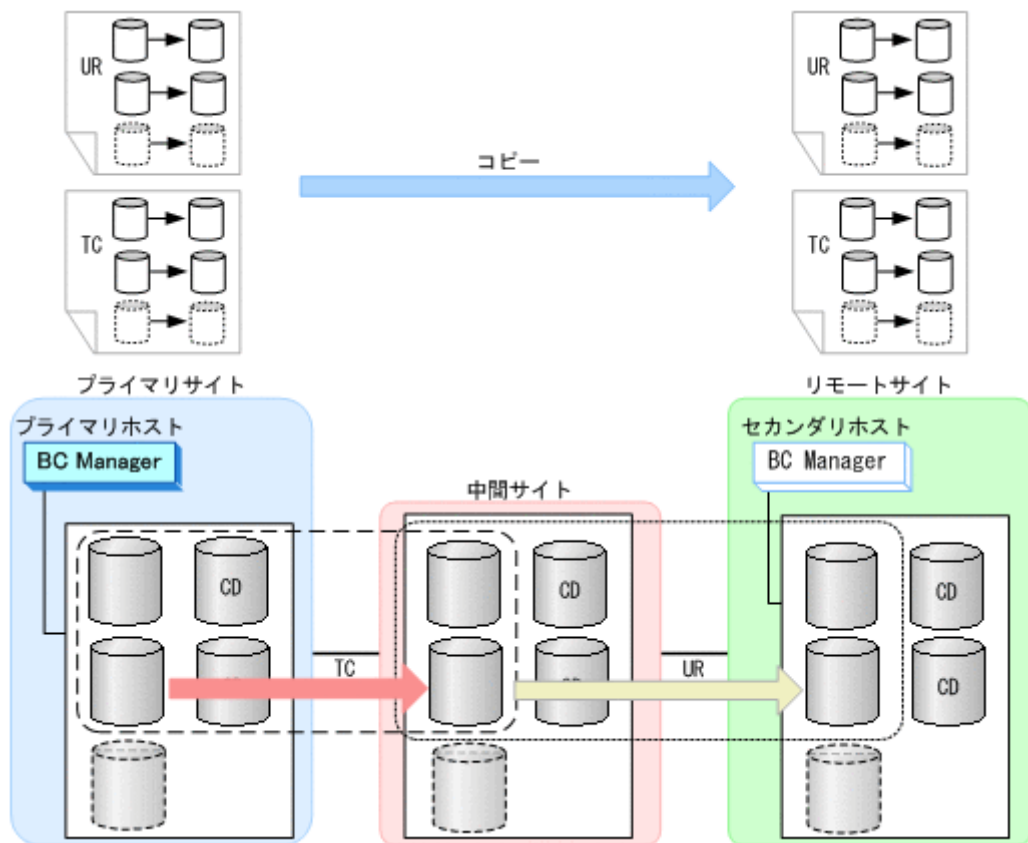 UR
UR
コピー
TC
TC
プライマリサイト
リモートサイト
プライマリホスト
セカンダリホスト
BC Manager
BC Manager
中間サイト
CD
CD
CD
TC
UR
CD